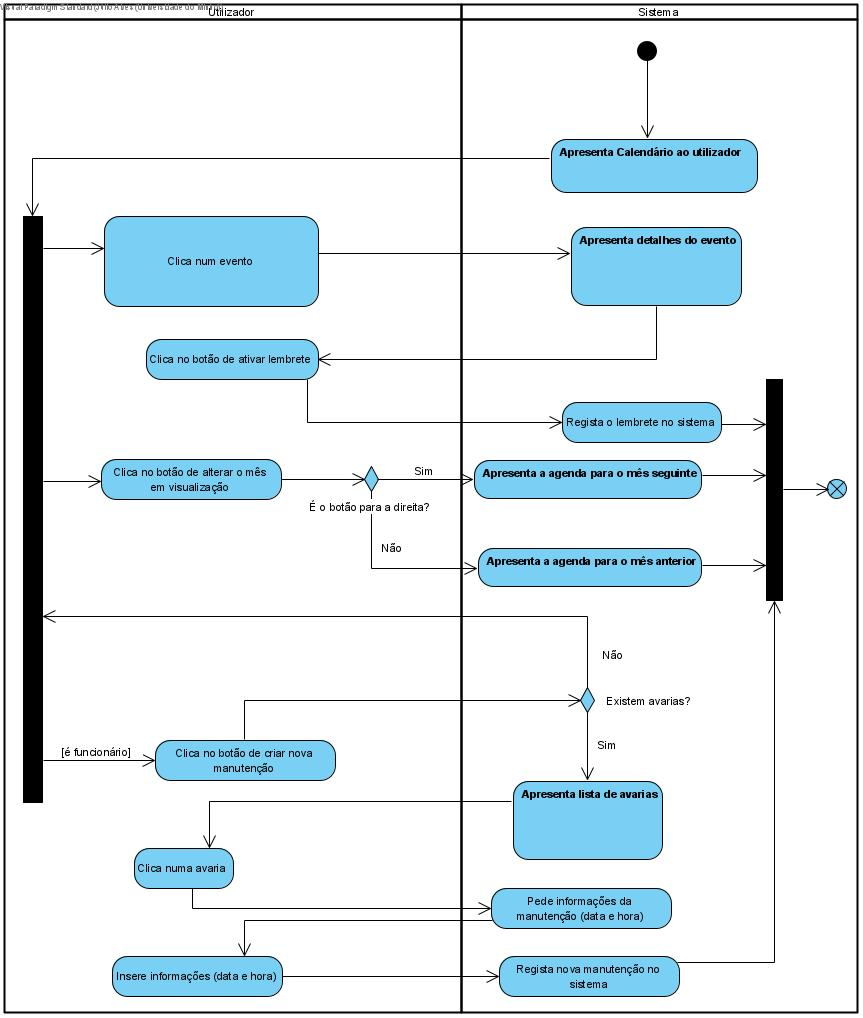 Utilizador
Sistema
Apresenta Calendário ao utilizador
Clica num evento
Apresenta detalhes do evento
Clica no botão de ativar lembrete
Regista o lembrete no sistema
Clica no botão de alterar o mês
em visualização
Sim
Apresenta a agenda para o mês seguinte
É o botão para a direita?
Não
Apresenta a agenda para o mês anterior
Não
Existem avarias?
[é funcionário]
Clica no botão de criar nova
manutenção
Sim
Apresenta lista de avarias
Clica numa avaria
Pede informações da
manutenção (data e hora)
Insere informações (data e hora)
Regista nova manutenção no
sistema